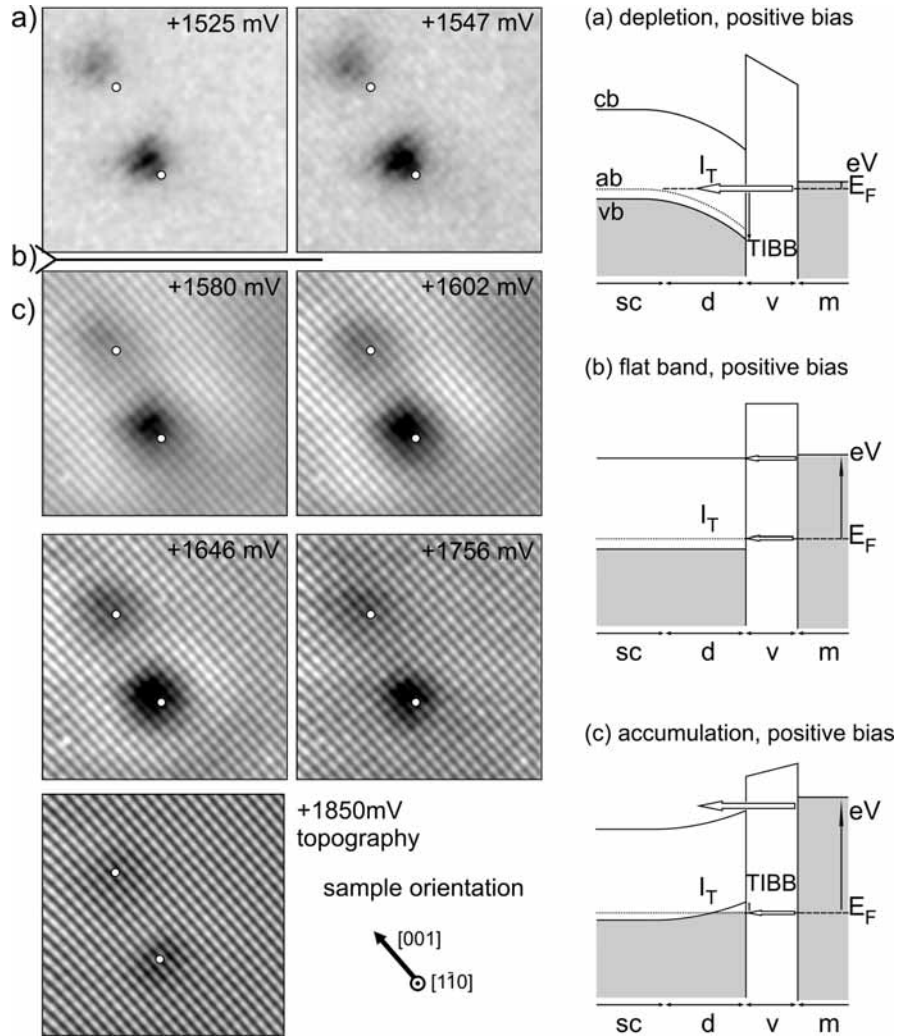 a)
+1525 mV
+1547 mV
b)
c)
+1580 mV
+1602 mV
+1646 mV
+1756 mV
+1850mV
topography
sample orientation
[001]
[11̄0]
(a) depletion, positive bias
cb
ab
vb
I_T
eV
E_F
TIBB
sc d v m
(b) flat band, positive bias
eV
I_T
E_F
sc d v m
(c) accumulation, positive bias
eV
I_T
TIBB
E_F
sc d v m